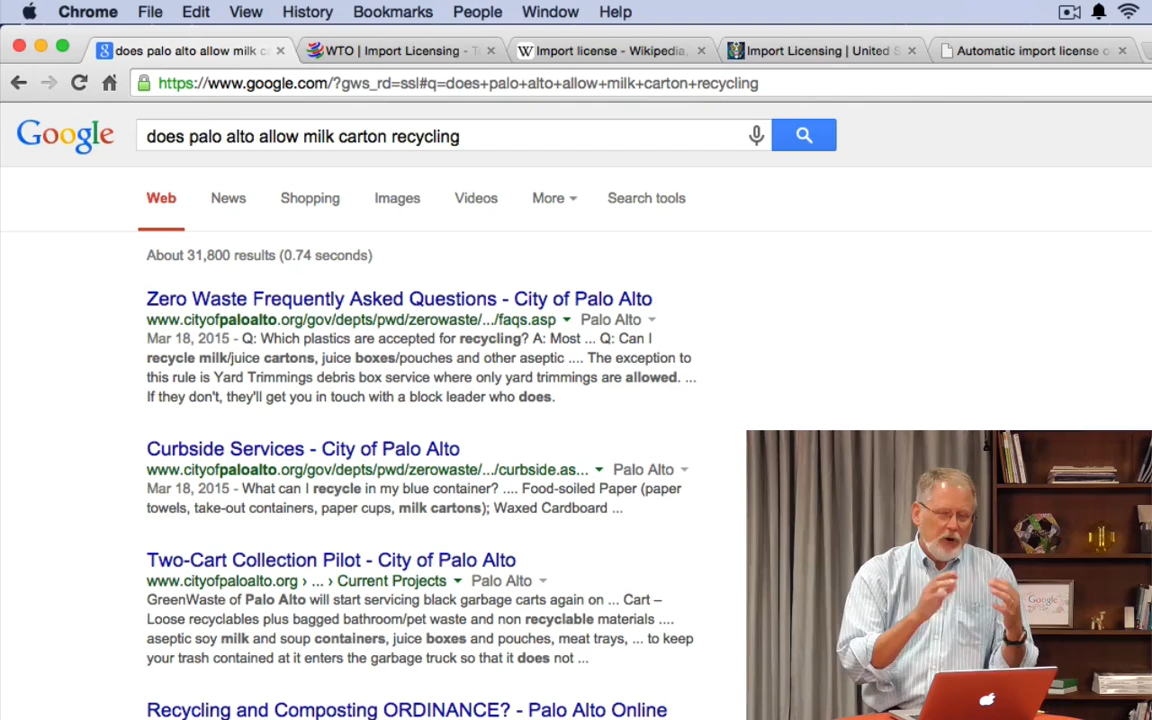 Chrome File Edit View History Bookmarks People Window Help
does palo alto allow milk c × WTO | Import Licensing - T × Import license - Wikipedia, × Import Licensing | United S × Automatic import license o ×
https://www.google.com/?gws_rd=ssl#q=does+palo+alto+allow+milk+carton+recycling
Google does palo alto allow milk carton recycling
Web News Shopping Images Videos More Search tools
About 31,800 results (0.74 seconds)
Zero Waste Frequently Asked Questions - City of Palo Alto
www.cityofpaloalto.org/gov/depts/pwd/zerowaste/.../faqs.asp Palo Alto
Mar 18, 2015 - Q: Which plastics are accepted for recycling? A: Most ... Q: Can I
recycle milk/juice cartons, juice boxes/pouches and other aseptic .... The exception to
this rule is Yard Trimmings debris box service where only yard trimmings are allowed. ...
If they don't, they'll get you in touch with a block leader who does.
Curbside Services - City of Palo Alto
www.cityofpaloalto.org/gov/depts/pwd/zerowaste/.../curbside.as... Palo Alto
Mar 18, 2015 - What can I recycle in my blue container? .... Food-soiled Paper (paper
towels, take-out containers, paper cups, milk cartons); Waxed Cardboard ...
Two-Cart Collection Pilot - City of Palo Alto
www.cityofpaloalto.org › ... › Current Projects Palo Alto
GreenWaste of Palo Alto will start servicing black garbage carts again on ... Cart –
Loose recyclables plus bagged bathroom/pet waste and non recyclable materials ....
aseptic soy milk and soup containers, juice boxes and pouches, meat trays, ... to keep
your trash contained at it enters the garbage truck so that it does not ...
Recycling and Composting ORDINANCE? - Palo Alto Online
Google